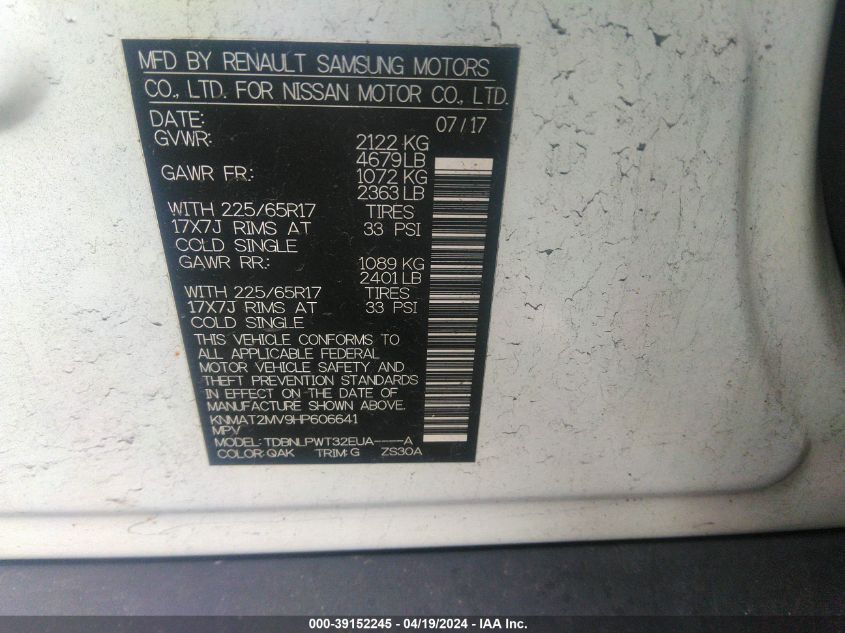 MFD BY RENAULT SAMSUNG MOTORS
CO., LTD. FOR NISSAN MOTOR CO., LTD.
DATE: 07/17
GVWR: 2122 KG
4679LB
GAWR FR: 1072 KG
2363 LB
WITH 225/65R17 TIRES
17X7J RIMS AT 33 PSI
COLD SINGLE
GAWR RR: 1089 KG
2401 LB
WITH 225/65R17 TIRES
17X7J RIMS AT 33 PSI
COLD SINGLE
THIS VEHICLE CONFORMS TO
ALL APPLICABLE FEDERAL
MOTOR VEHICLE SAFETY AND
THEFT PREVENTION STANDARDS
IN EFFECT ON THE DATE OF
MANUFACTURE SHOWN ABOVE.
KNMAT2MV9HP606641
MPV
MODEL: TDBNLPWT32EUA----A
COLOR: QAK TRIM: G ZS30A
000-39152245 - 04/19/2024 - IAA Inc.